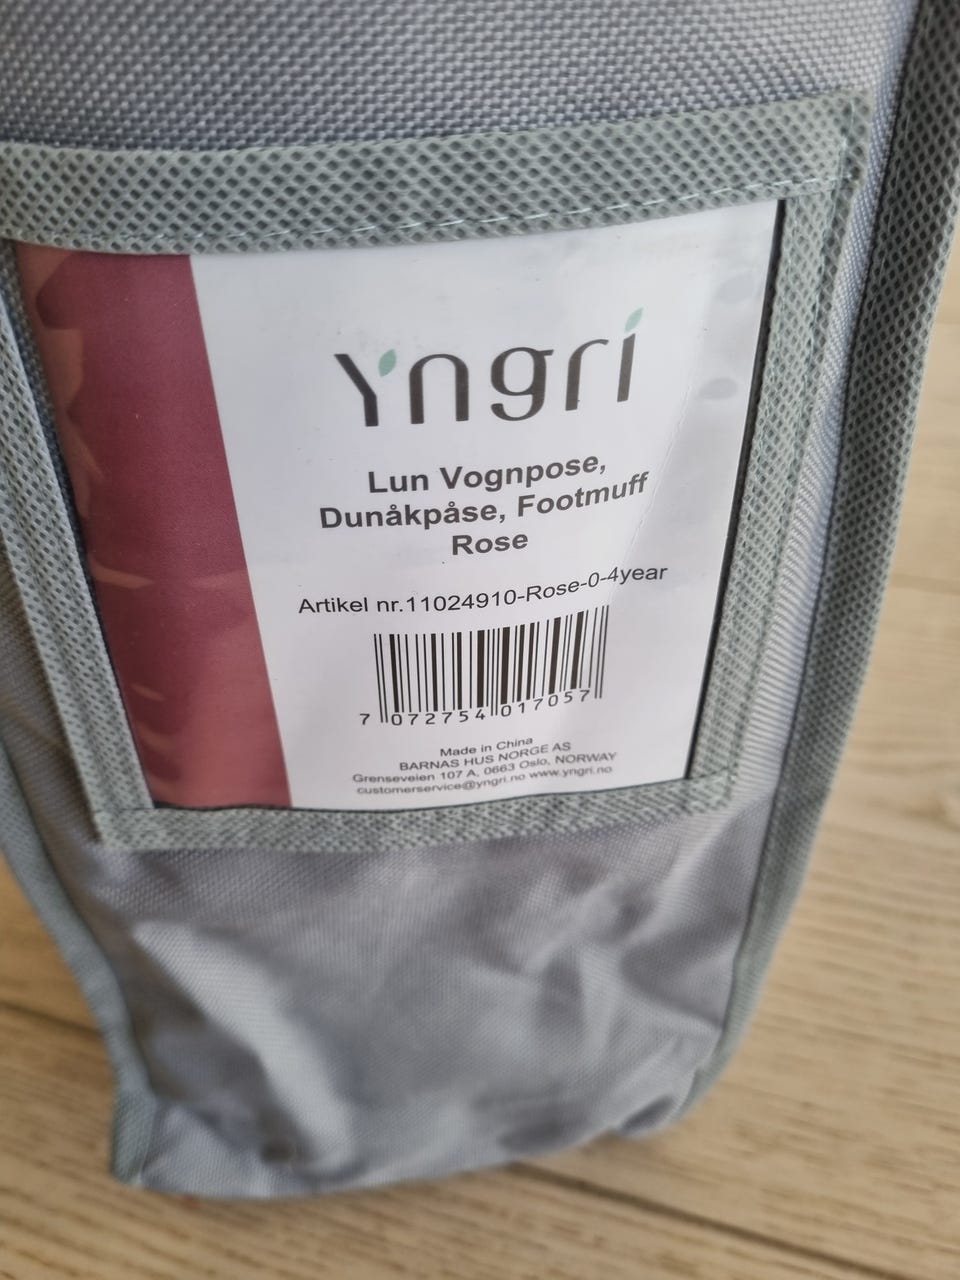 Yngri
Lun Vognpose,
Dunåkpåse, Footmuff
Rose
Artikel nr.11024910-Rose-0-4year
7 072754 017057
Made in China
BARNAS HUS NORGE AS
Grenseveien 107 A, 0663 Oslo, NORWAY
customerservice@yngri.no www.yngri.no